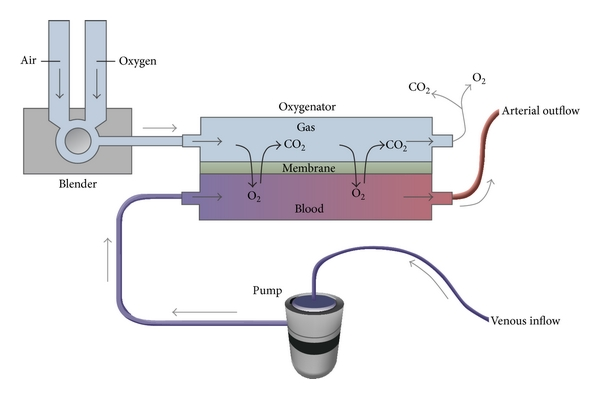 Air
Oxygen
Blender
Oxygenator
Gas
CO2
CO2
Membrane
O2
O2
Blood
CO2
O2
Arterial outflow
Pump
Venous inflow